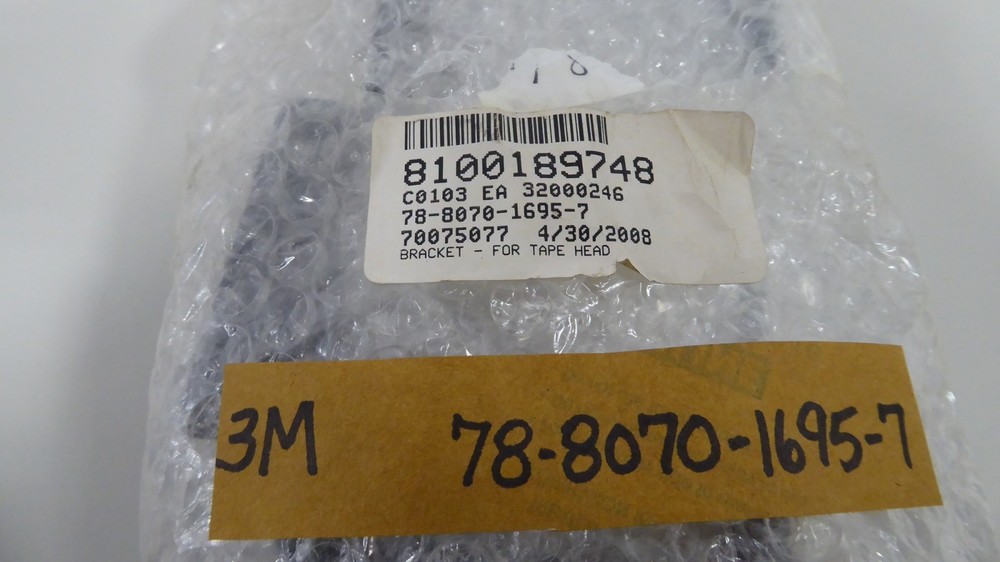 8100189748
C0103 EA 32000246
78-8070-1695-7
70075077 4/30/2008
BRACKET - FOR TAPE HEAD
3M 78-8070-1695-7